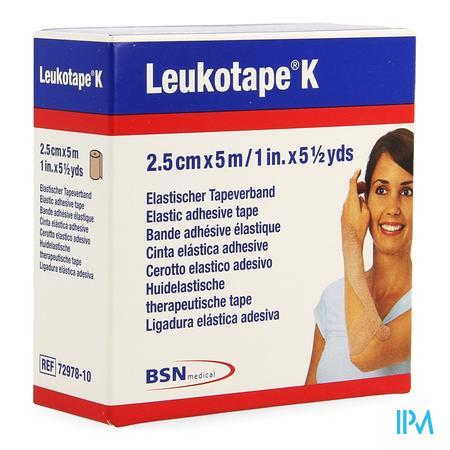 Leukotape® K
2.5 cm x 5 m
1 in. x 5 ½ yds
Elastischer Tapeverband
Elastic adhesive tape
Bande adhésive élastique
Cinta elástica adhesiva
Cerotto elastico adesivo
Huidelastische
therapeutische tape
Ligadura elástica adesiva
REF 72978-10
Leukotape® K
2.5 cm x 5 m / 1 in. x 5 ½ yds
Elastischer Tapeverband
Elastic adhesive tape
Bande adhésive élastique
Cinta elástica adhesive
Cerotto elastico adesivo
Huidelastische
therapeutische tape
Ligadura elástica adesiva
BSN medical
IPM